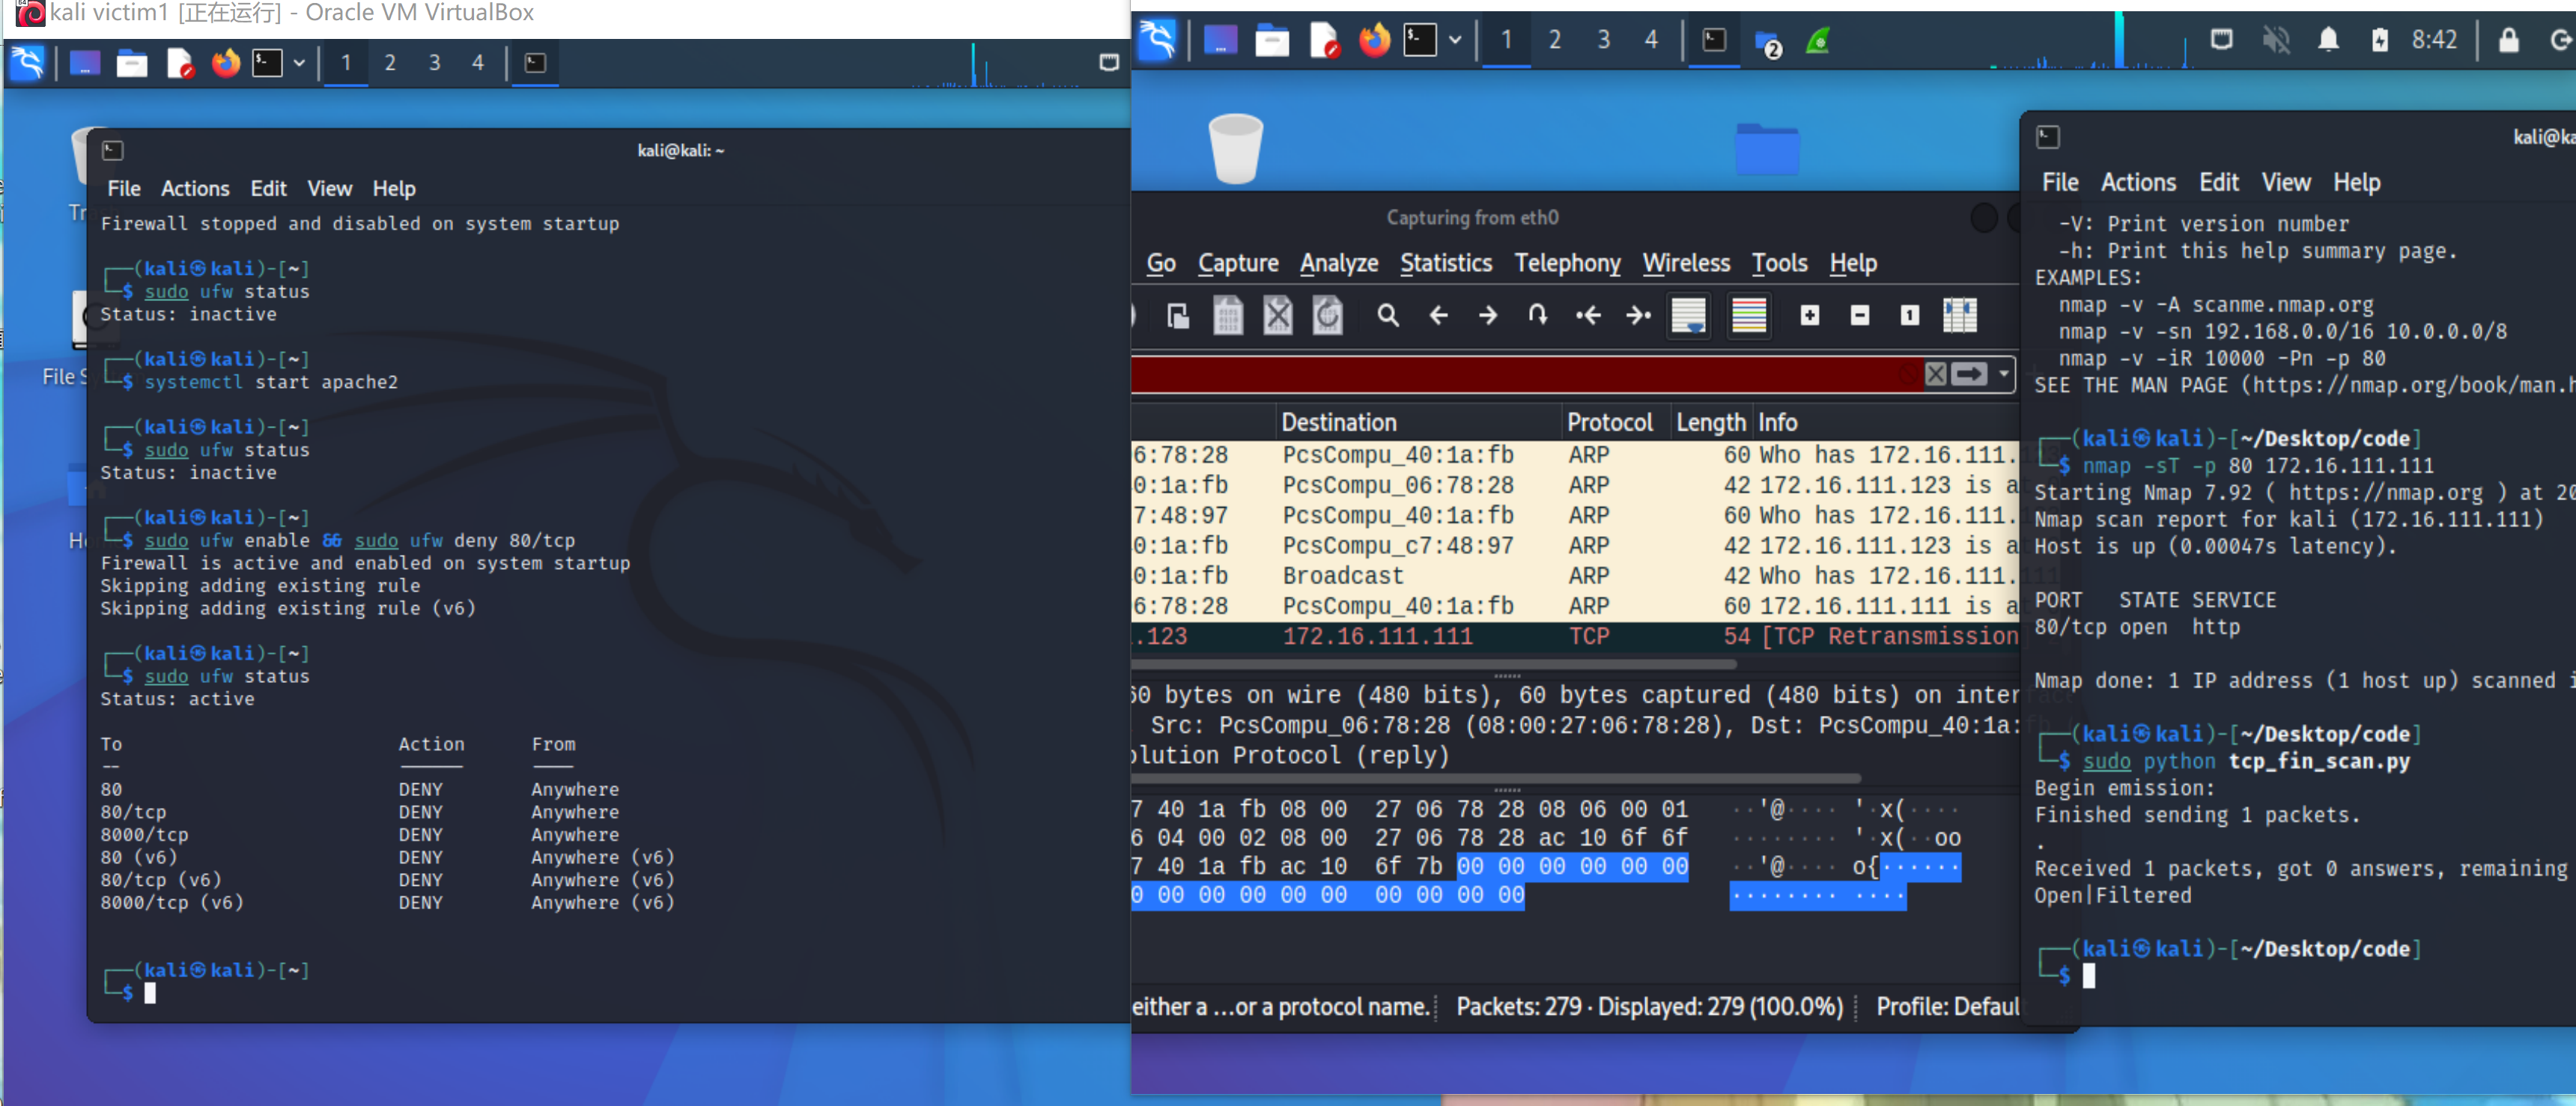 kali victim1 [正在运行] - Oracle VM VirtualBox
1 2 3 4
kali@kali: ~
File Actions Edit View Help
Firewall stopped and disabled on system startup
(kali㉿kali)-[~]
$ sudo ufw status
Status: inactive
(kali㉿kali)-[~]
$ systemctl start apache2
(kali㉿kali)-[~]
$ sudo ufw status
Status: inactive
(kali㉿kali)-[~]
$ sudo ufw enable && sudo ufw deny 80/tcp
Firewall is active and enabled on system startup
Skipping adding existing rule
Skipping adding existing rule (v6)
(kali㉿kali)-[~]
$ sudo ufw status
Status: active
To Action From
-- ------ ----
80 DENY Anywhere
80/tcp DENY Anywhere
8000/tcp DENY Anywhere
80 (v6) DENY Anywhere (v6)
80/tcp (v6) DENY Anywhere (v6)
8000/tcp (v6) DENY Anywhere (v6)
(kali㉿kali)-[~]
$
Tr
File S
H
1 2 3 4
2
8:42
Capturing from eth0
Go Capture Analyze Statistics Telephony Wireless Tools Help
Destination Protocol Length Info
6:78:28 PcsCompu_40:1a:fb ARP 60 Who has 172.16.111.
0:1a:fb PcsCompu_06:78:28 ARP 42 172.16.111.123 is a
7:48:97 PcsCompu_40:1a:fb ARP 60 Who has 172.16.111.
0:1a:fb PcsCompu_c7:48:97 ARP 42 172.16.111.123 is a
0:1a:fb Broadcast ARP 42 Who has 172.16.111.
6:78:28 PcsCompu_40:1a:fb ARP 60 172.16.111.111 is a
.123 172.16.111.111 TCP 54 [TCP Retransmission
60 bytes on wire (480 bits), 60 bytes captured (480 bits) on inter
Src: PcsCompu_06:78:28 (08:00:27:06:78:28), Dst: PcsCompu_40:1a:
olution Protocol (reply)
7 40 1a fb 08 00 27 06 78 28 08 06 00 01 ··'@···· '·x(····
6 04 00 02 08 00 27 06 78 28 ac 10 6f 6f ········ '·x(··oo
7 40 1a fb ac 10 6f 7b 00 00 00 00 00 00 ··'@···· o{······
0 00 00 00 00 00 00 00 00 00 ········ ····
either a …or a protocol name. Packets: 279 · Displayed: 279 (100.0%) Profile: Default
kali@ka
File Actions Edit View Help
-V: Print version number
-h: Print this help summary page.
EXAMPLES:
nmap -v -A scanme.nmap.org
nmap -v -sn 192.168.0.0/16 10.0.0.0/8
nmap -v -iR 10000 -Pn -p 80
SEE THE MAN PAGE (https://nmap.org/book/man.h
(kali㉿kali)-[~/Desktop/code]
$ nmap -sT -p 80 172.16.111.111
Starting Nmap 7.92 ( https://nmap.org ) at 20
Nmap scan report for kali (172.16.111.111)
Host is up (0.00047s latency).
PORT STATE SERVICE
80/tcp open http
Nmap done: 1 IP address (1 host up) scanned i
(kali㉿kali)-[~/Desktop/code]
$ sudo python tcp_fin_scan.py
Begin emission:
Finished sending 1 packets.
.
Received 1 packets, got 0 answers, remaining
Open|Filtered
(kali㉿kali)-[~/Desktop/code]
$